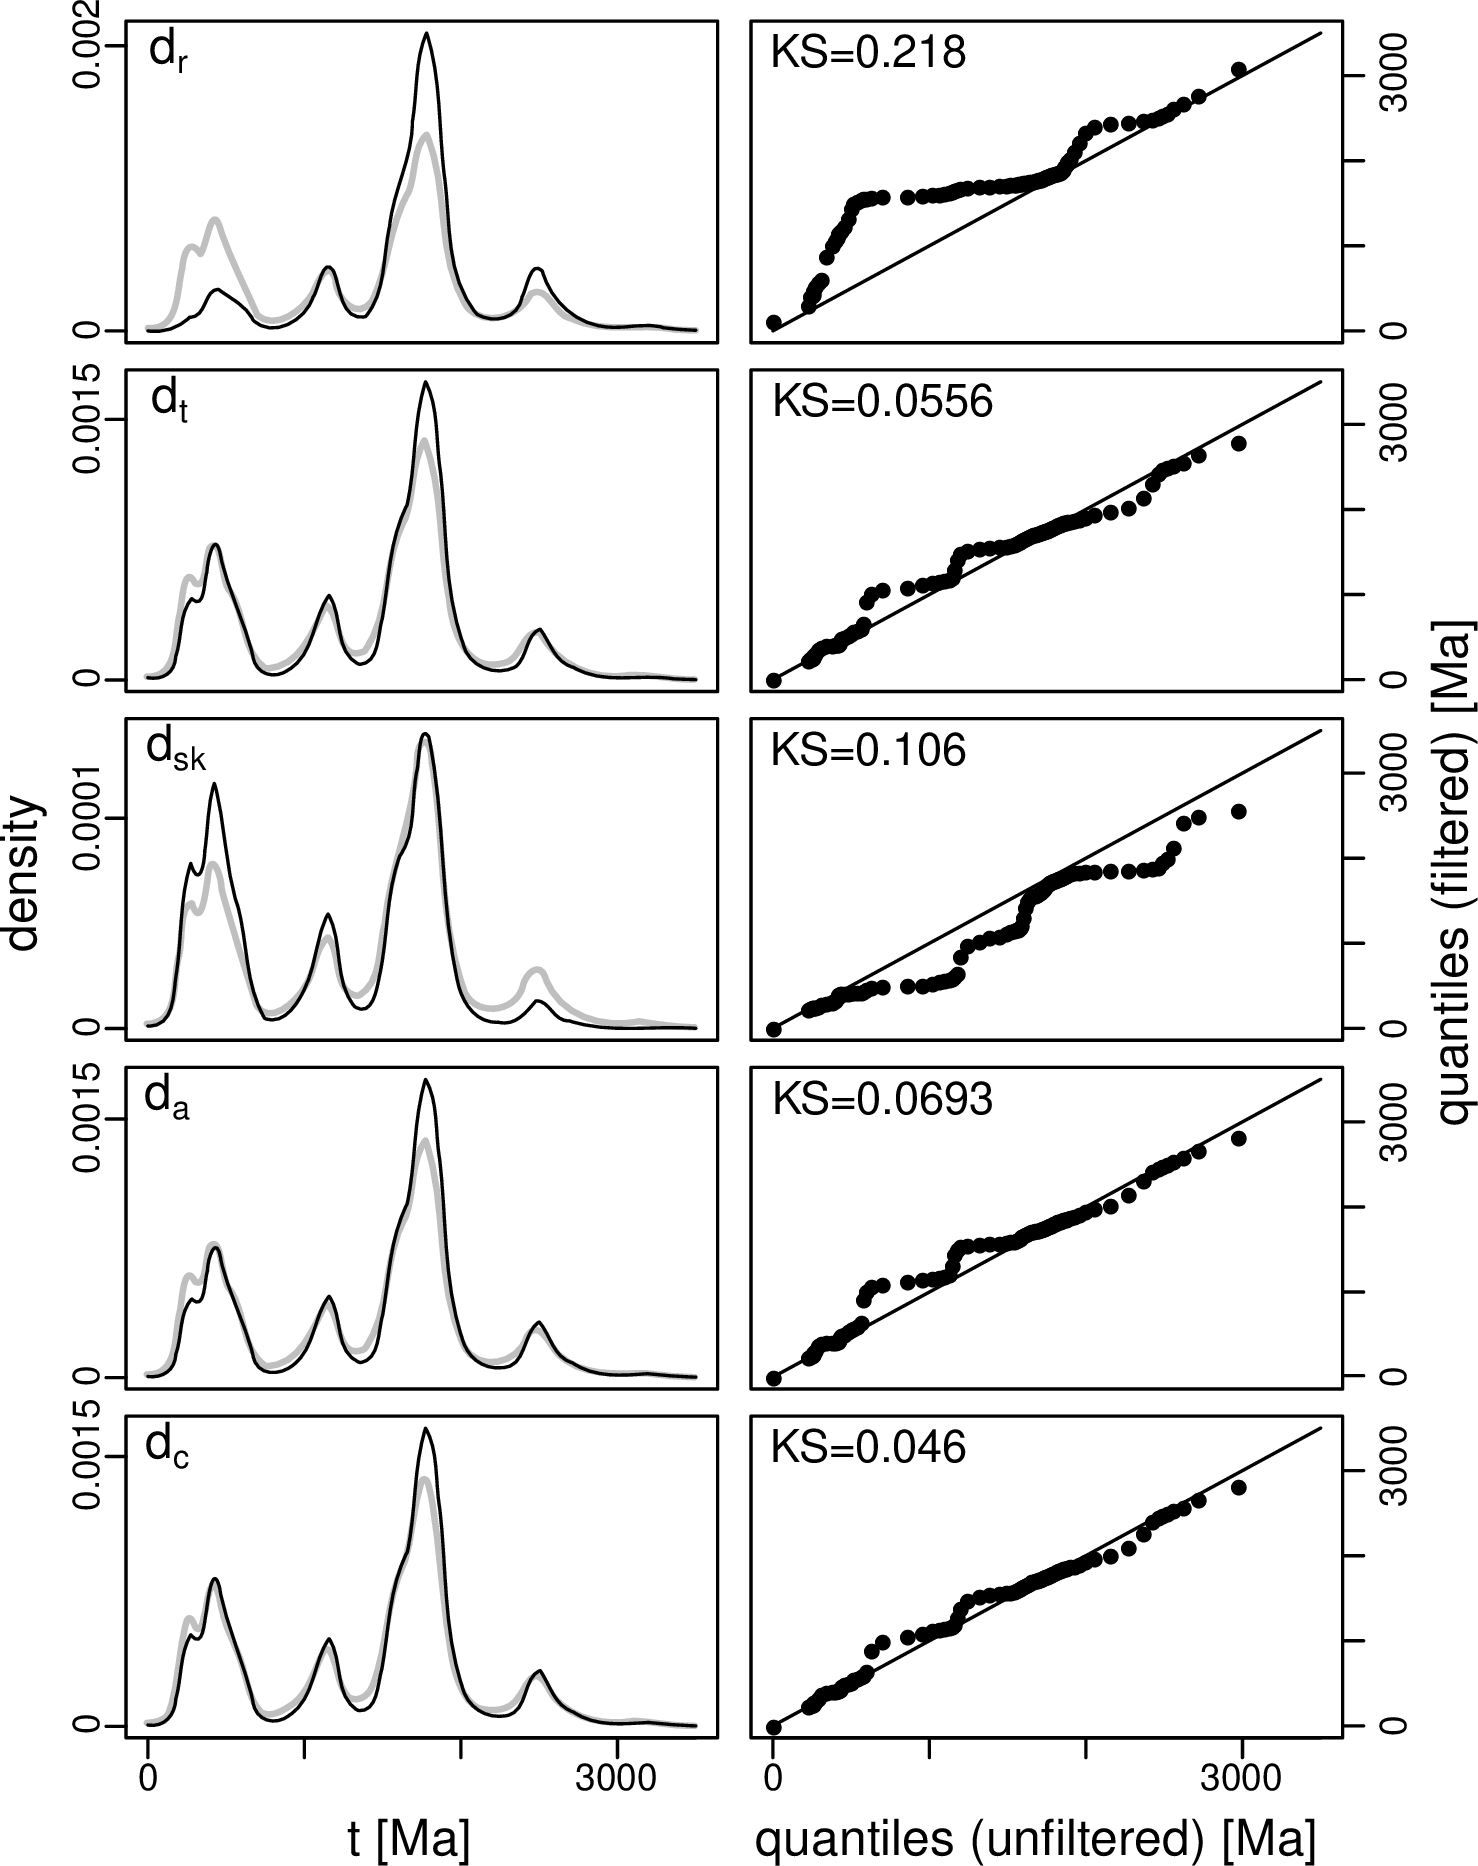 d_r
0.002
0
KS=0.218
3000
0
d_t
0.0015
0
KS=0.0556
3000
0
d_sk
0.0001
0
KS=0.106
3000
0
d_a
0.0015
0
KS=0.0693
3000
0
d_c
0.0015
0
KS=0.046
3000
0
density
quantiles (filtered) [Ma]
0 3000
0 3000
t [Ma]
quantiles (unfiltered) [Ma]